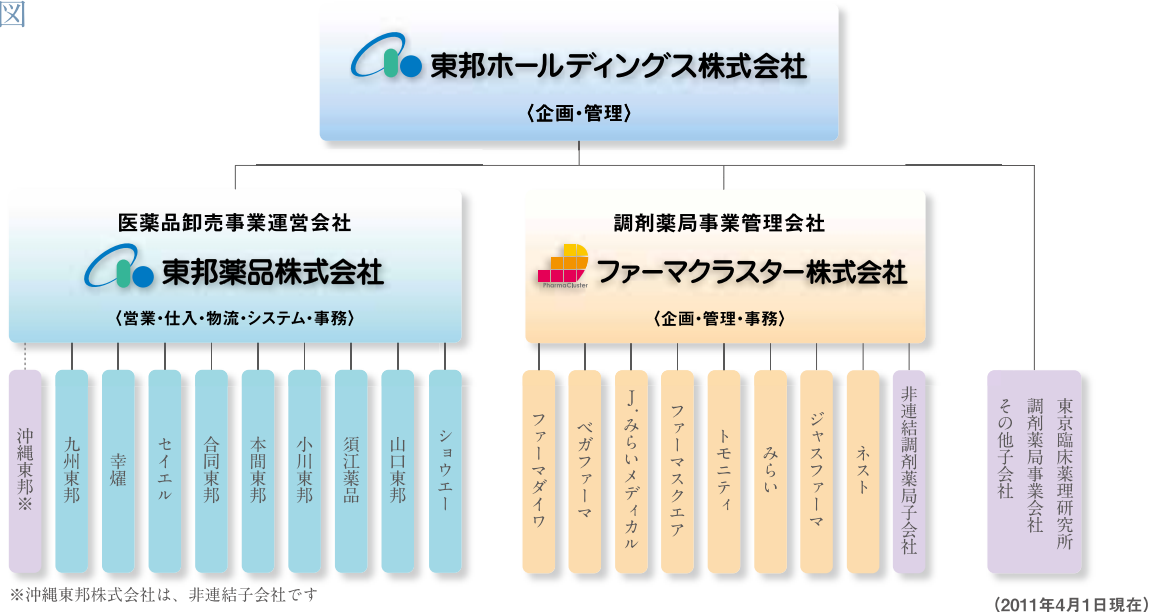 図
東邦ホールディングス株式会社
〈企画・管理〉
医薬品卸売事業運営会社
東邦薬品株式会社
〈営業・仕入・物流・システム・事務〉
調剤薬局事業管理会社
PharmaCluster
ファーマクラスター株式会社
〈企画・管理・事務〉
沖縄東邦※
九州東邦
幸燿
セイエル
合同東邦
本間東邦
小川東邦
須江薬品
山口東邦
ショウエー
ファーマダイワ
ベガファーマ
J.みらいメディカル
ファーマスクエア
トモニティ
みらい
ジャスファーマ
ネスト
非連結調剤薬局子会社
東京臨床薬理研究所
調剤薬局事業会社
その他子会社
※沖縄東邦株式会社は、非連結子会社です
（2011年4月1日現在）